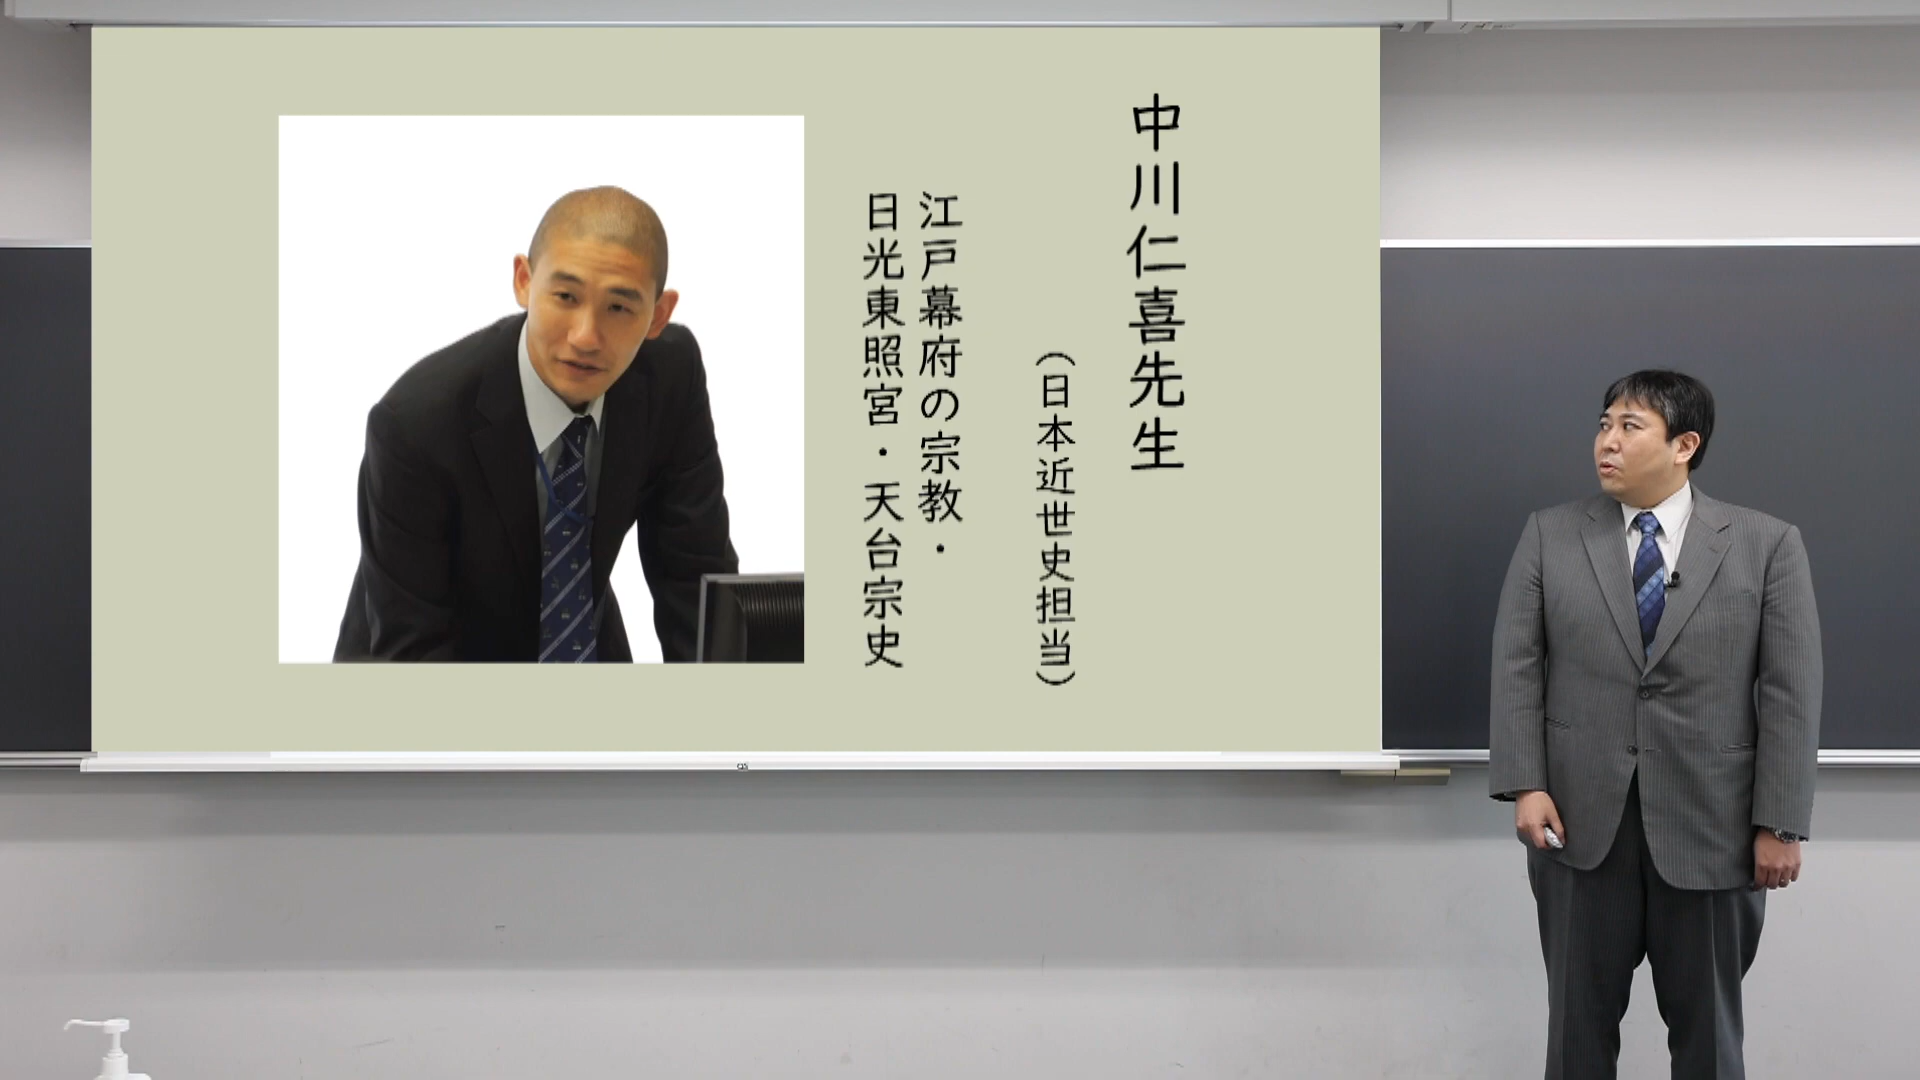 中川仁喜先生
（日本近世史担当）
江戸幕府の宗教・
日光東照宮・天台宗史